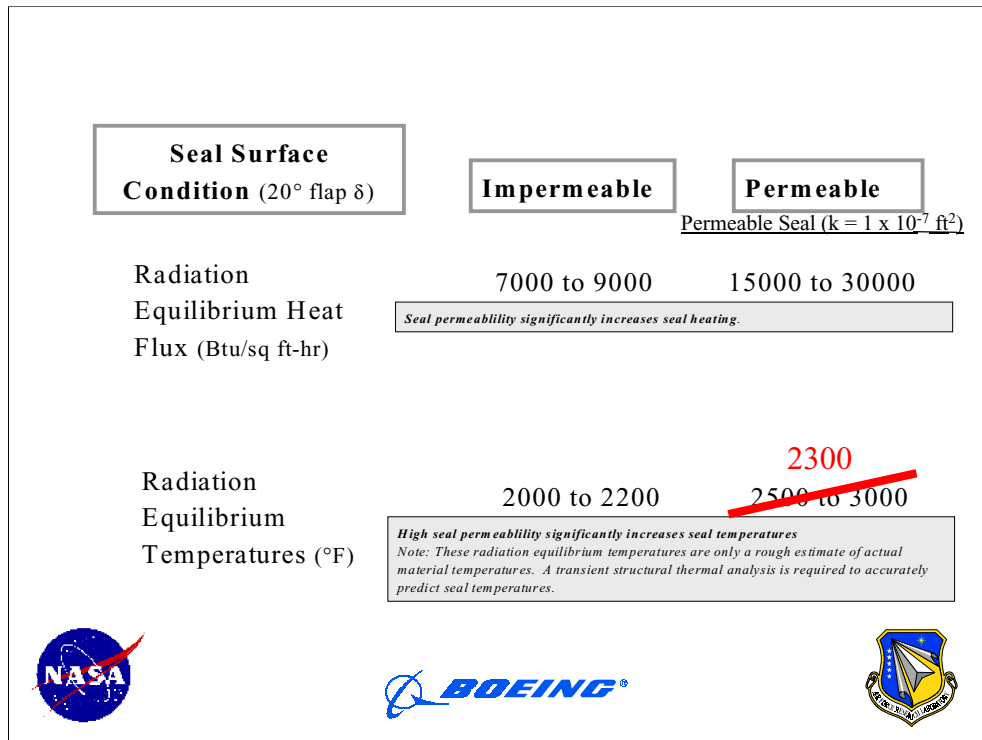 Seal Surface
Condition (20° flap δ)
Impermeable
Permeable
Permeable Seal (k = 1 x 10-7 ft2)
Radiation
Equilibrium Heat
Flux (Btu/sq ft-hr)
7000 to 9000
15000 to 30000
Seal permeablility significantly increases seal heating.
2300
Radiation
Equilibrium
Temperatures (°F)
2000 to 2200
2500 to 3000
High seal permeablility significantly increases seal temperatures
Note: These radiation equilibrium temperatures are only a rough estimate of actual
material temperatures. A transient structural thermal analysis is required to accurately
predict seal temperatures.
NASA
BOEING®
AIR FORCE RESEARCH LABORATORY